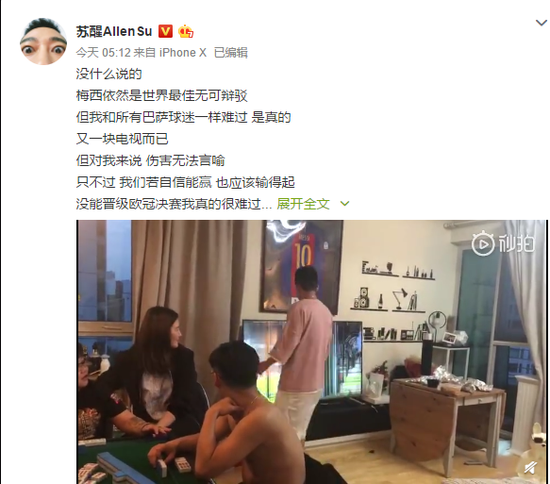 苏醒AllenSu V
今天 05:12 来自 iPhone X 已编辑
没什么说的
梅西依然是世界最佳无可辩驳
但我和所有巴萨球迷一样难过 是真的
又一块电视而已
但对我来说 伤害无法言喻
只不过 我们若自信能赢 也应该输得起
没能晋级欧冠决赛我真的很难过... 展开全文
秒拍
10